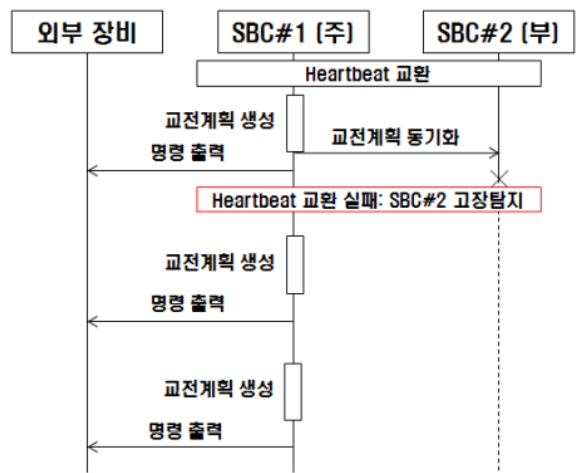 외부 장비
SBC#1 (주)
SBC#2 (부)
Heartbeat 교환
교전계획 생성
교전계획 동기화
명령 출력
Heartbeat 교환 실패: SBC#2 고장탐지
교전계획 생성
명령 출력
교전계획 생성
명령 출력